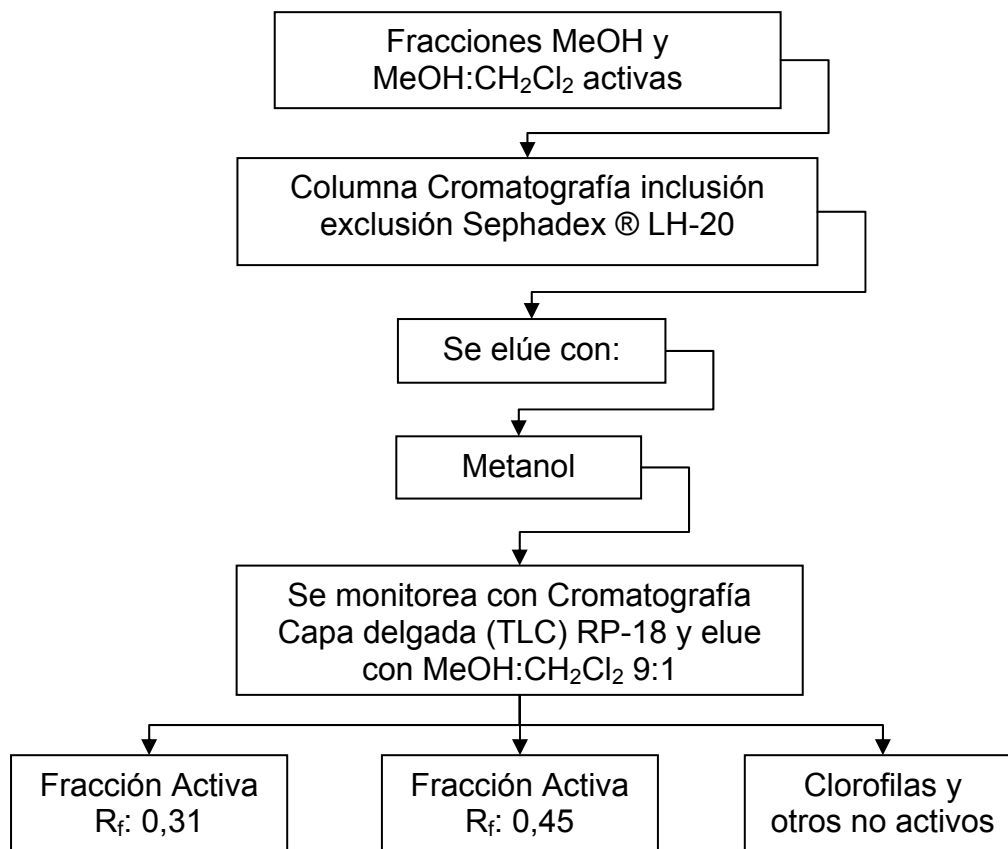 Fracciones MeOH y
MeOH:CH₂Cl₂ activas
Columna Cromatografía inclusión
exclusión Sephadex ® LH-20
Se elúe con:
Metanol
Se monitorea con Cromatografía
Capa delgada (TLC) RP-18 y elue
con MeOH:CH₂Cl₂ 9:1
Fracción Activa
Rf: 0,31
Fracción Activa
Rf: 0,45
Clorofilas y
otros no activos